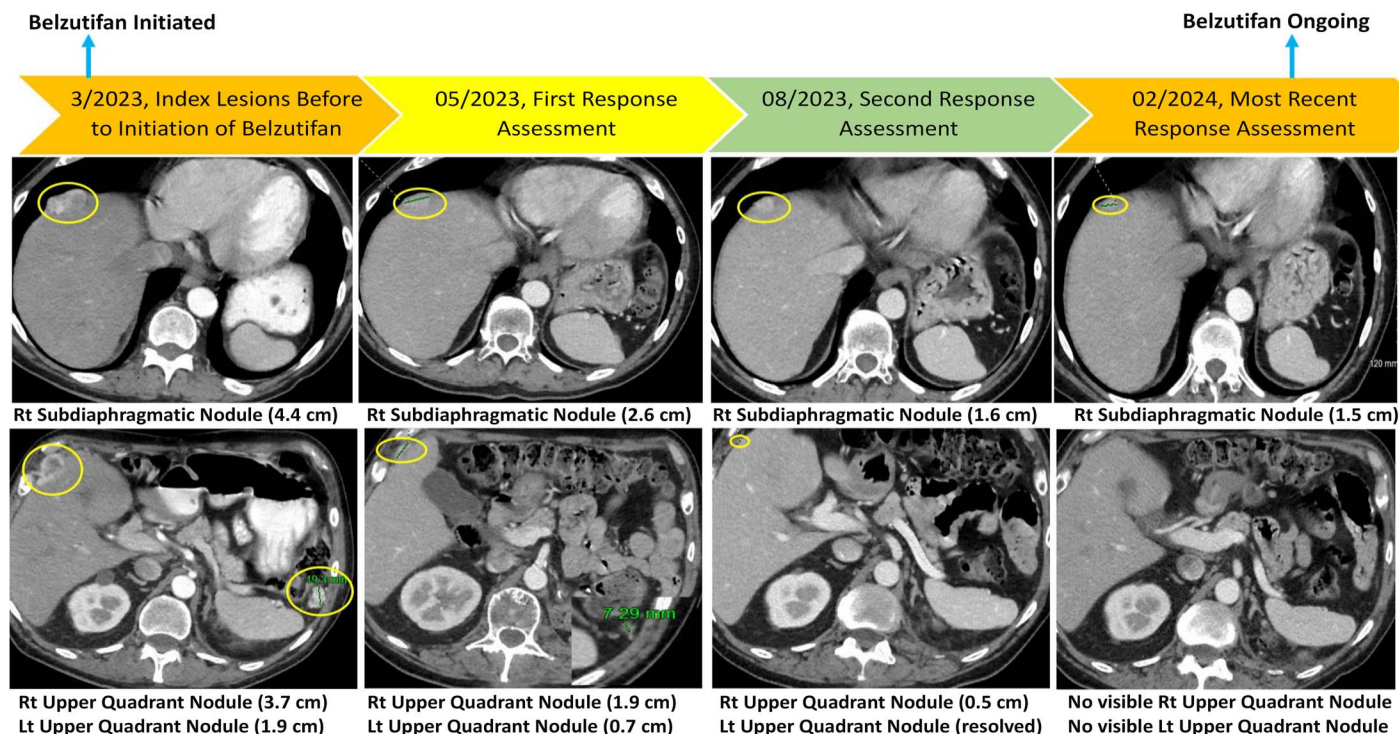 Belzutifan Initiated
Belzutifan Ongoing
3/2023, Index Lesions Before
to Initiation of Belzutifan
05/2023, First Response
Assessment
08/2023, Second Response
Assessment
02/2024, Most Recent
Response Assessment
120 mm
Rt Subdiaphragmatic Nodule (4.4 cm)
Rt Subdiaphragmatic Nodule (2.6 cm)
Rt Subdiaphragmatic Nodule (1.6 cm)
Rt Subdiaphragmatic Nodule (1.5 cm)
19.3 mm
7.29 mm
Rt Upper Quadrant Nodule (3.7 cm)
Lt Upper Quadrant Nodule (1.9 cm)
Rt Upper Quadrant Nodule (1.9 cm)
Lt Upper Quadrant Nodule (0.7 cm)
Rt Upper Quadrant Nodule (0.5 cm)
Lt Upper Quadrant Nodule (resolved)
No visible Rt Upper Quadrant Nodule
No visible Lt Upper Quadrant Nodule